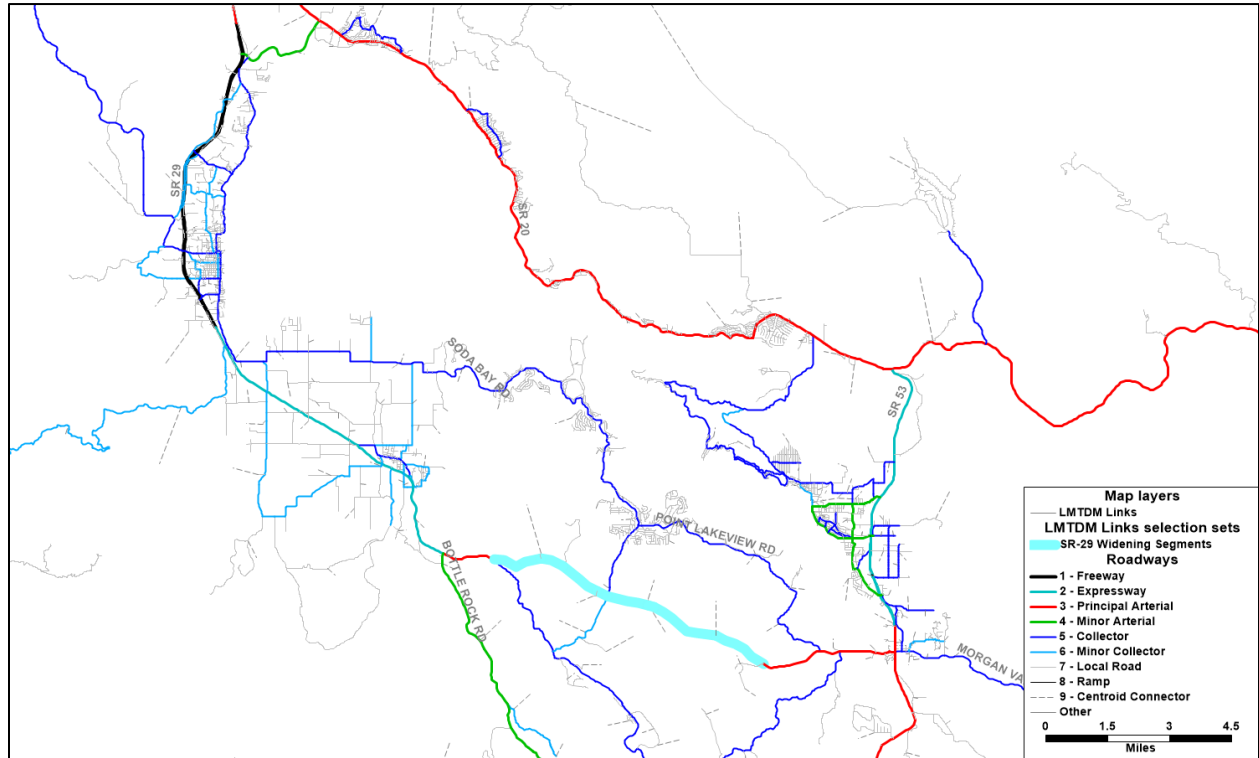 SR 29
SR 20
SODA BAY RD
SR 53
POINT LAKEVIEW RD
BOTTLE ROCK RD
MORGAN VA
Map layers
LMTDM Links
LMTDM Links selection sets
SR-29 Widening Segments
Roadways
1 - Freeway
2 - Expressway
3 - Principal Arterial
4 - Minor Arterial
5 - Collector
6 - Minor Collector
7 - Local Road
8 - Ramp
9 - Centroid Connector
Other
0 1.5 3 4.5
Miles